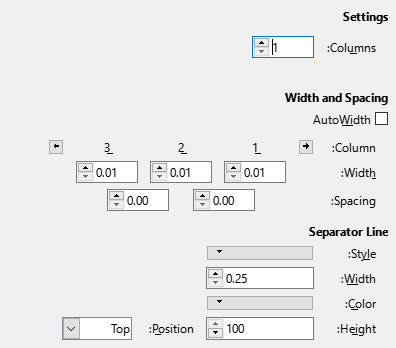 Settings
Columns: 1
Width and Spacing
AutoWidth
Column: 1 2 3
Width: 0.01 0.01 0.01
Spacing: 0.00 0.00
Separator Line
Style:
Width: 0.25
Color:
Height: 100 Position: Top